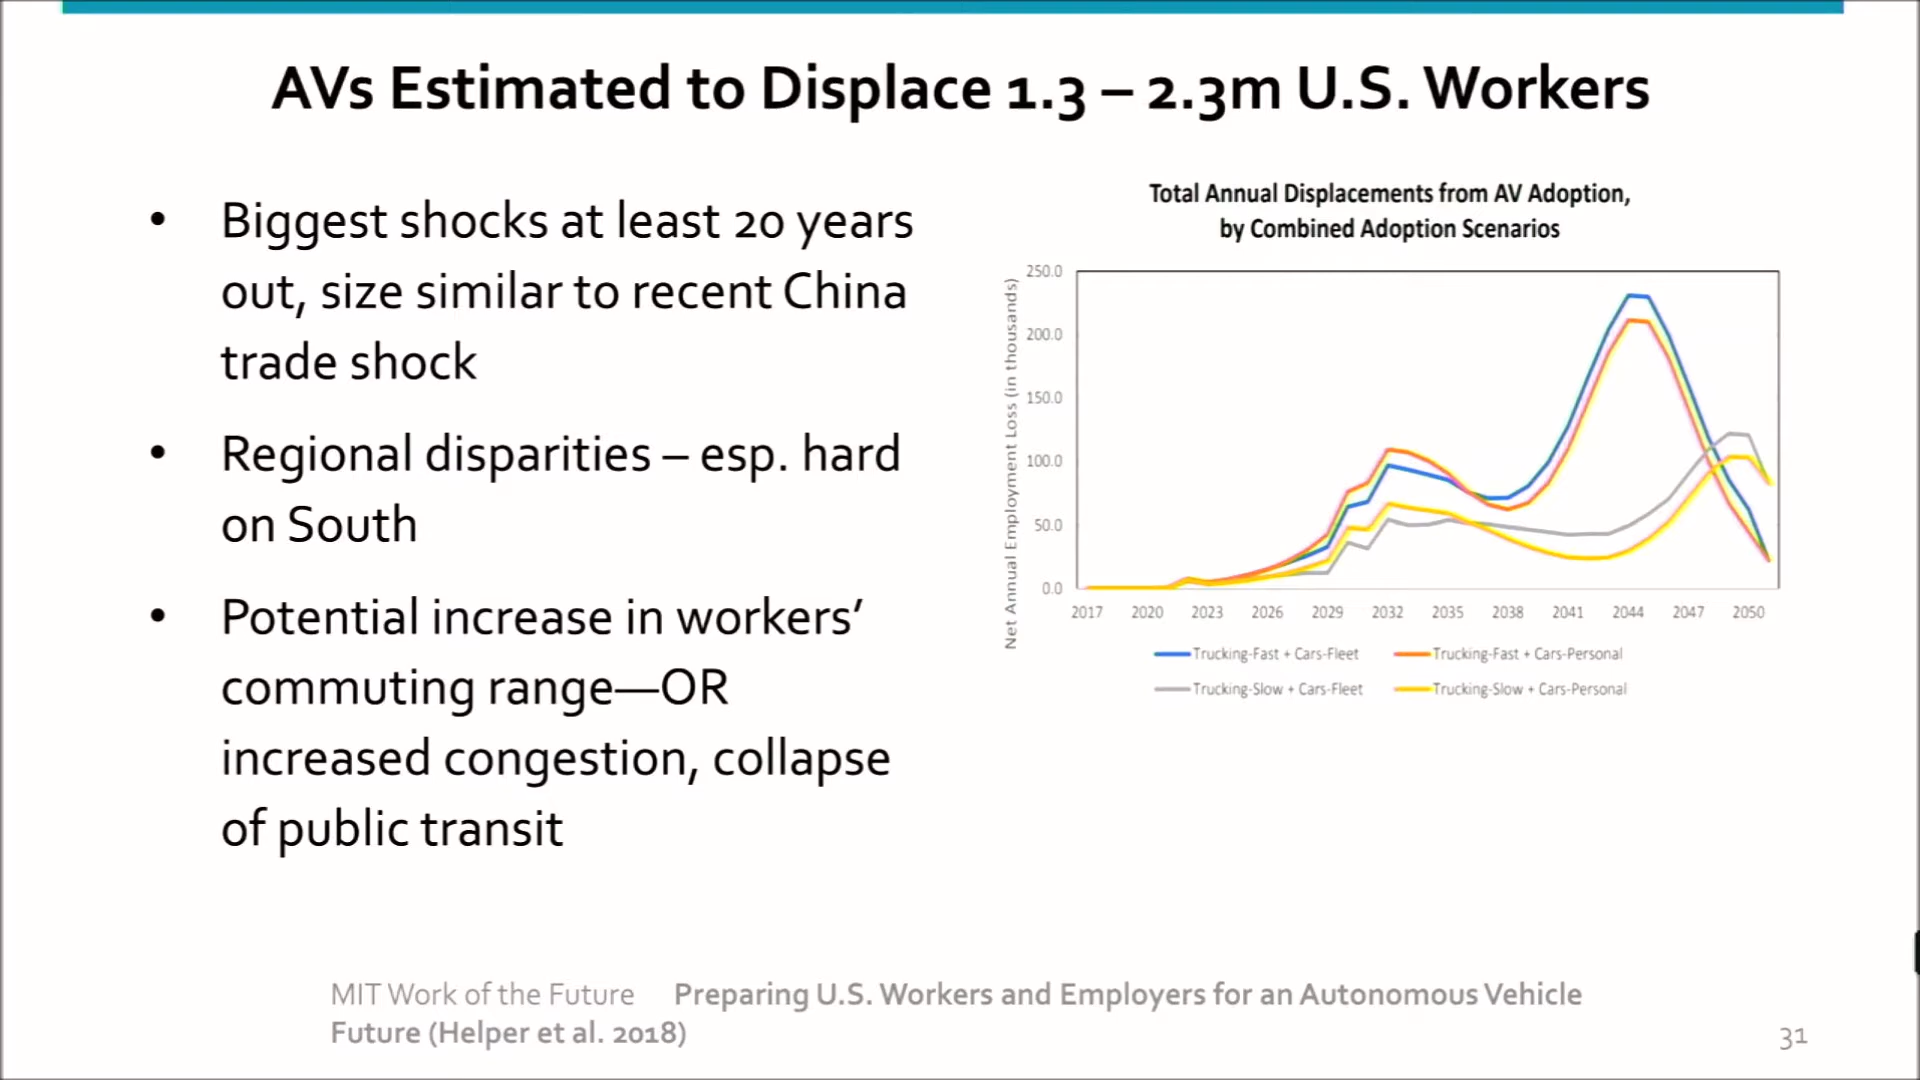 AVs Estimated to Displace 1.3 – 2.3m U.S. Workers
• Biggest shocks at least 20 years
out, size similar to recent China
trade shock
• Regional disparities – esp. hard
on South
• Potential increase in workers’
commuting range—OR
increased congestion, collapse
of public transit
Total Annual Displacements from AV Adoption,
by Combined Adoption Scenarios
Net Annual Employment Loss (in thousands)
250.0
200.0
150.0
100.0
50.0
0.0
2017 2020 2023 2026 2029 2032 2035 2038 2041 2044 2047 2050
Trucking-Fast + Cars-Fleet Trucking-Fast + Cars-Personal
Trucking-Slow + Cars-Fleet Trucking-Slow + Cars-Personal
MIT Work of the Future Preparing U.S. Workers and Employers for an Autonomous Vehicle
Future (Helper et al. 2018)
31